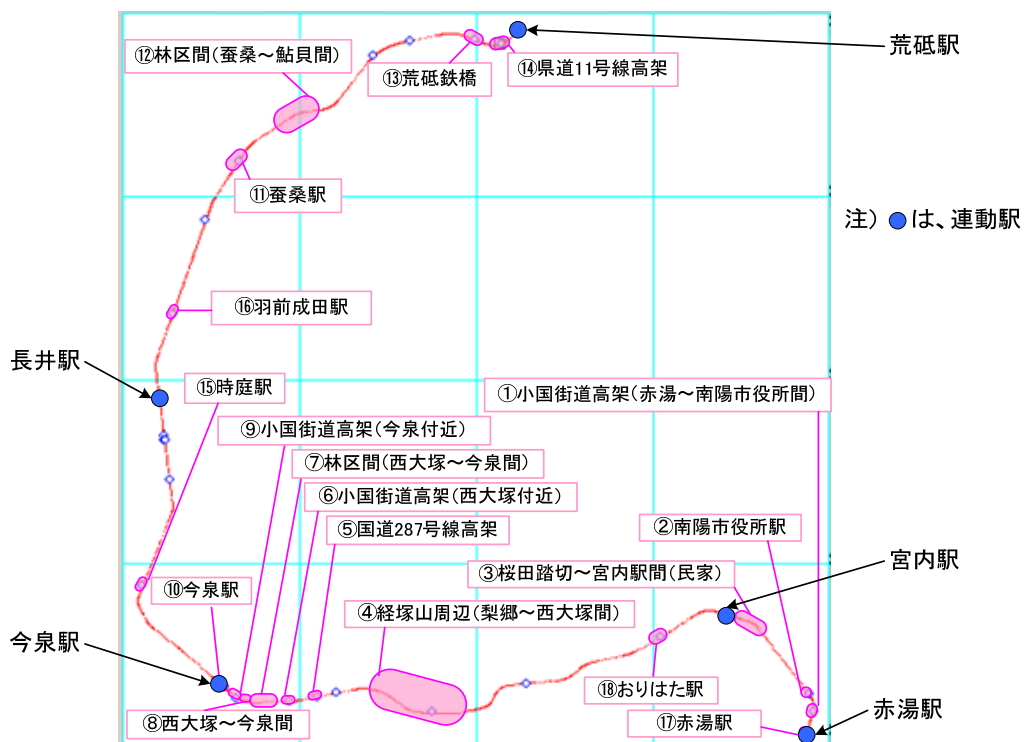 ⑫林区間(蚕桑～鮎貝間)
荒砥駅
⑬荒砥鉄橋
⑭県道11号線高架
⑪蚕桑駅
注) は、連動駅
⑯羽前成田駅
長井駅
⑮時庭駅
①小国街道高架(赤湯～南陽市役所間)
⑨小国街道高架(今泉付近)
⑦林区間(西大塚～今泉間)
⑥小国街道高架(西大塚付近)
⑤国道287号線高架
②南陽市役所駅
宮内駅
③桜田踏切～宮内駅間(民家)
⑩今泉駅
④経塚山周辺(梨郷～西大塚間)
今泉駅
⑱おりはた駅
赤湯駅
⑧西大塚～今泉間
⑰赤湯駅